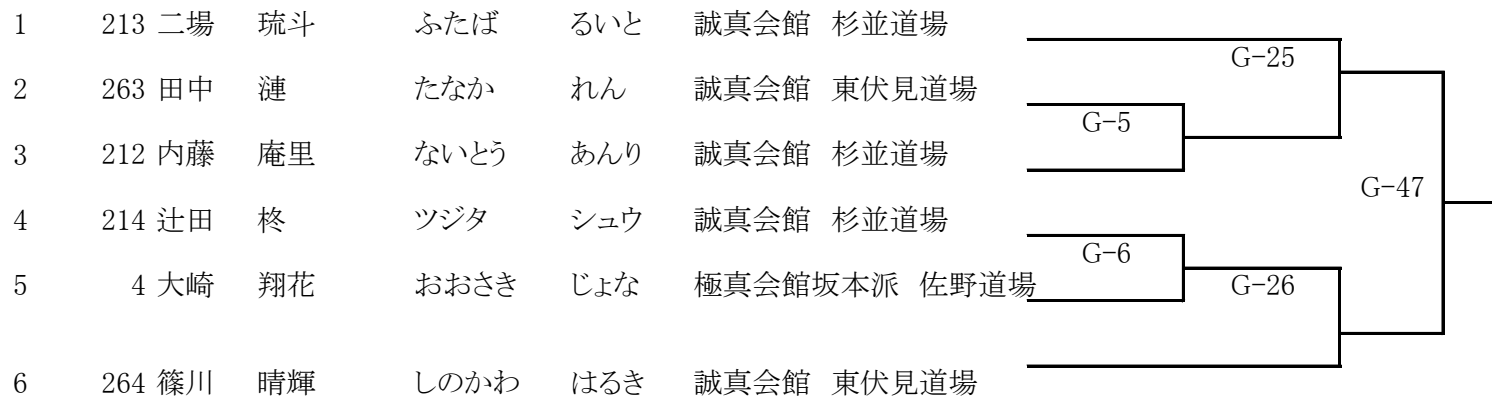 1 213 二場 琉斗 ふたば るいと 誠真会館 杉並道場
G-25
2 263 田中 漣 たなか れん 誠真会館 東伏見道場
G-5
3 212 内藤 庵里 ないとう あんり 誠真会館 杉並道場
G-47
4 214 辻田 柊 ツジタ シュウ 誠真会館 杉並道場
G-6
5 4 大崎 翔花 おおさき じょな 極真会館坂本派 佐野道場
G-26
6 264 篠川 晴輝 しのかわ はるき 誠真会館 東伏見道場